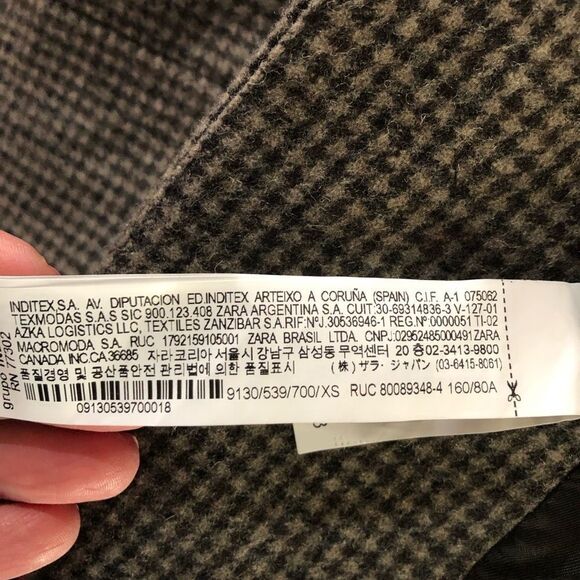 INDITEX.S.A. AV. DIPUTACION ED.INDITEX ARTEIXO A CORUÑA (SPAIN) C.I.F. A-1 075062
TEXMODAS S.A.S SIC 900.123.408 ZARA ARGENTINA S.A. CUIT:30-69314836-3 V-127-01
AZKA LOGISTICS LLC, TEXTILES ZANZIBAR S.A.RIF:NºJ.30536946-1 REG.Nº 0000051 TI-02
MACROMODA S.A. RUC 1792159105001 ZARA BRASIL LTDA. CNPJ:02952485000491ZARA
CANADA INC.CA.36685 자라코리아 서울시 강남구 삼성동 무역센터 20 층 02-3413-9800
품질경영 및 공산품안전 관리법에 의한 품질표시 (株) ザラ・ジャパン (03-6415-8061)
9130/539/700/XS RUC 80089348-4 160/80A
09130539700018
RN 77302